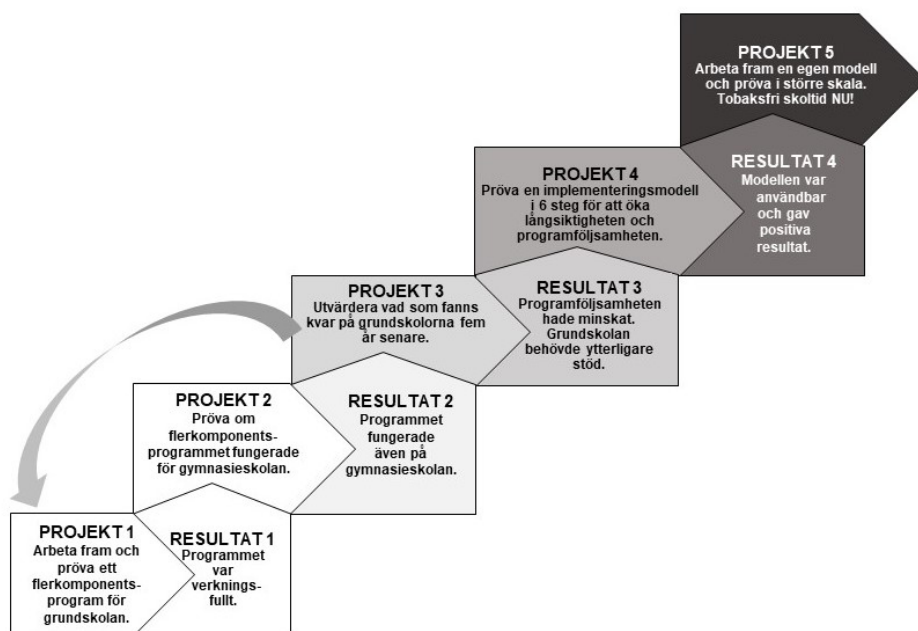 PROJEKT 5
Arbeta fram en egen modell
och pröva i större skala.
Tobaksfri skoltid NU!
PROJEKT 4
Pröva en implementeringsmodell
i 6 steg för att öka
långsiktigheten och
programföljsamheten.
RESULTAT 4
Modellen var
användbar
och gav
positiva
resultat.
PROJEKT 3
Utvärdera vad som fanns
kvar på grundskolorna fem
år senare.
RESULTAT 3
Programföljsamheten
hade minskat.
Grundskolan
behövde ytterligare
stöd.
PROJEKT 2
Pröva om
flerkomponents-
programmet fungerade
för gymnasieskolan.
RESULTAT 2
Programmet
fungerade
även på
gymnasieskolan.
PROJEKT 1
Arbeta fram och
pröva ett
flerkomponents-
program för
grundskolan.
RESULTAT 1
Programmet
var
verknings-
fullt.